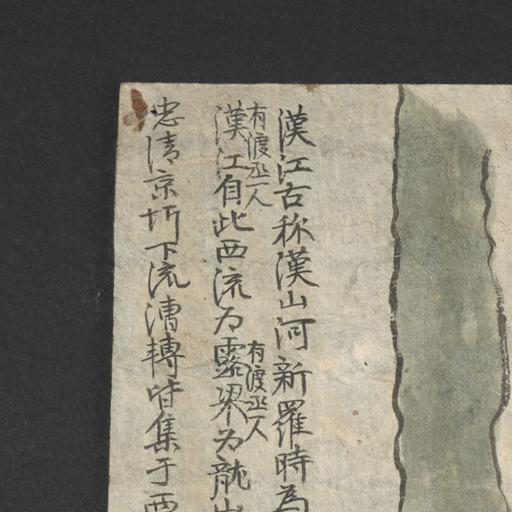 漢江古称漢山河新羅時為
有渡丞一人
有渡丞一人
漢江自此西流为露梁为龍山
忠清京圻下流漕轉皆集于西